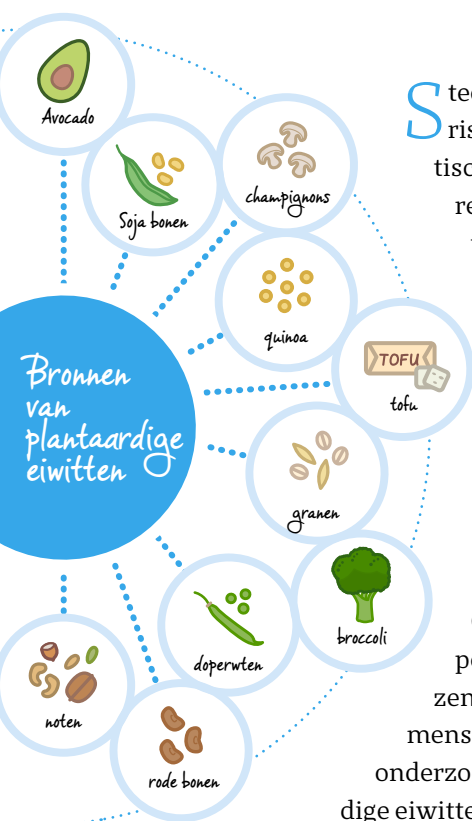 Avocado
Soja bonen
champignons
quinoa
TOFU
tofu
Bronnen
van
plantaardige
eiwitten
granen
broccoli
doperwten
noten
rode bonen
S
tisc
re
zen
mens
onderzo
dige eiwitte